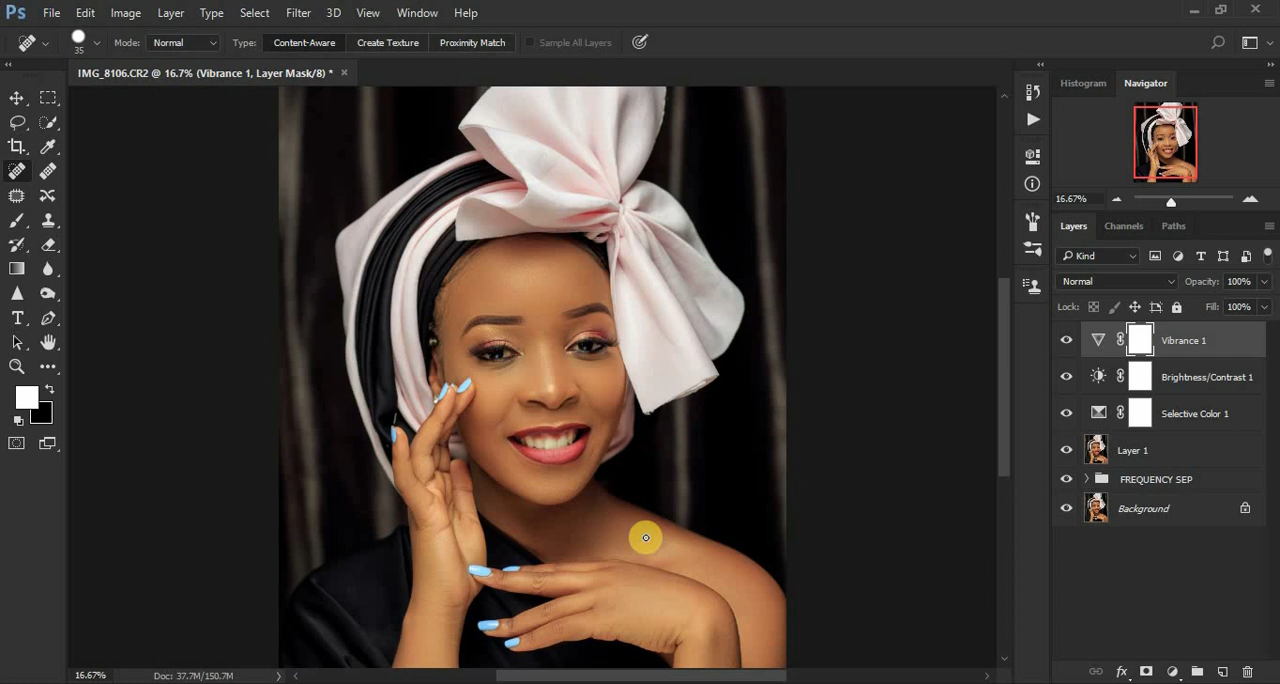 Ps File Edit Image Layer Type Select Filter 3D View Window Help
35 Mode: Normal Type: Content-Aware Create Texture Proximity Match Sample All Layers
IMG_8106.CR2 @ 16.7% (Vibrance 1, Layer Mask/8) * ×
Histogram Navigator
16.67%
Layers Channels Paths
Kind
Normal Opacity: 100%
Lock: Fill: 100%
Vibrance 1
Brightness/Contrast 1
Selective Color 1
Layer 1
FREQUENCY SEP
Background
16.67% Doc: 37.7M/150.7M